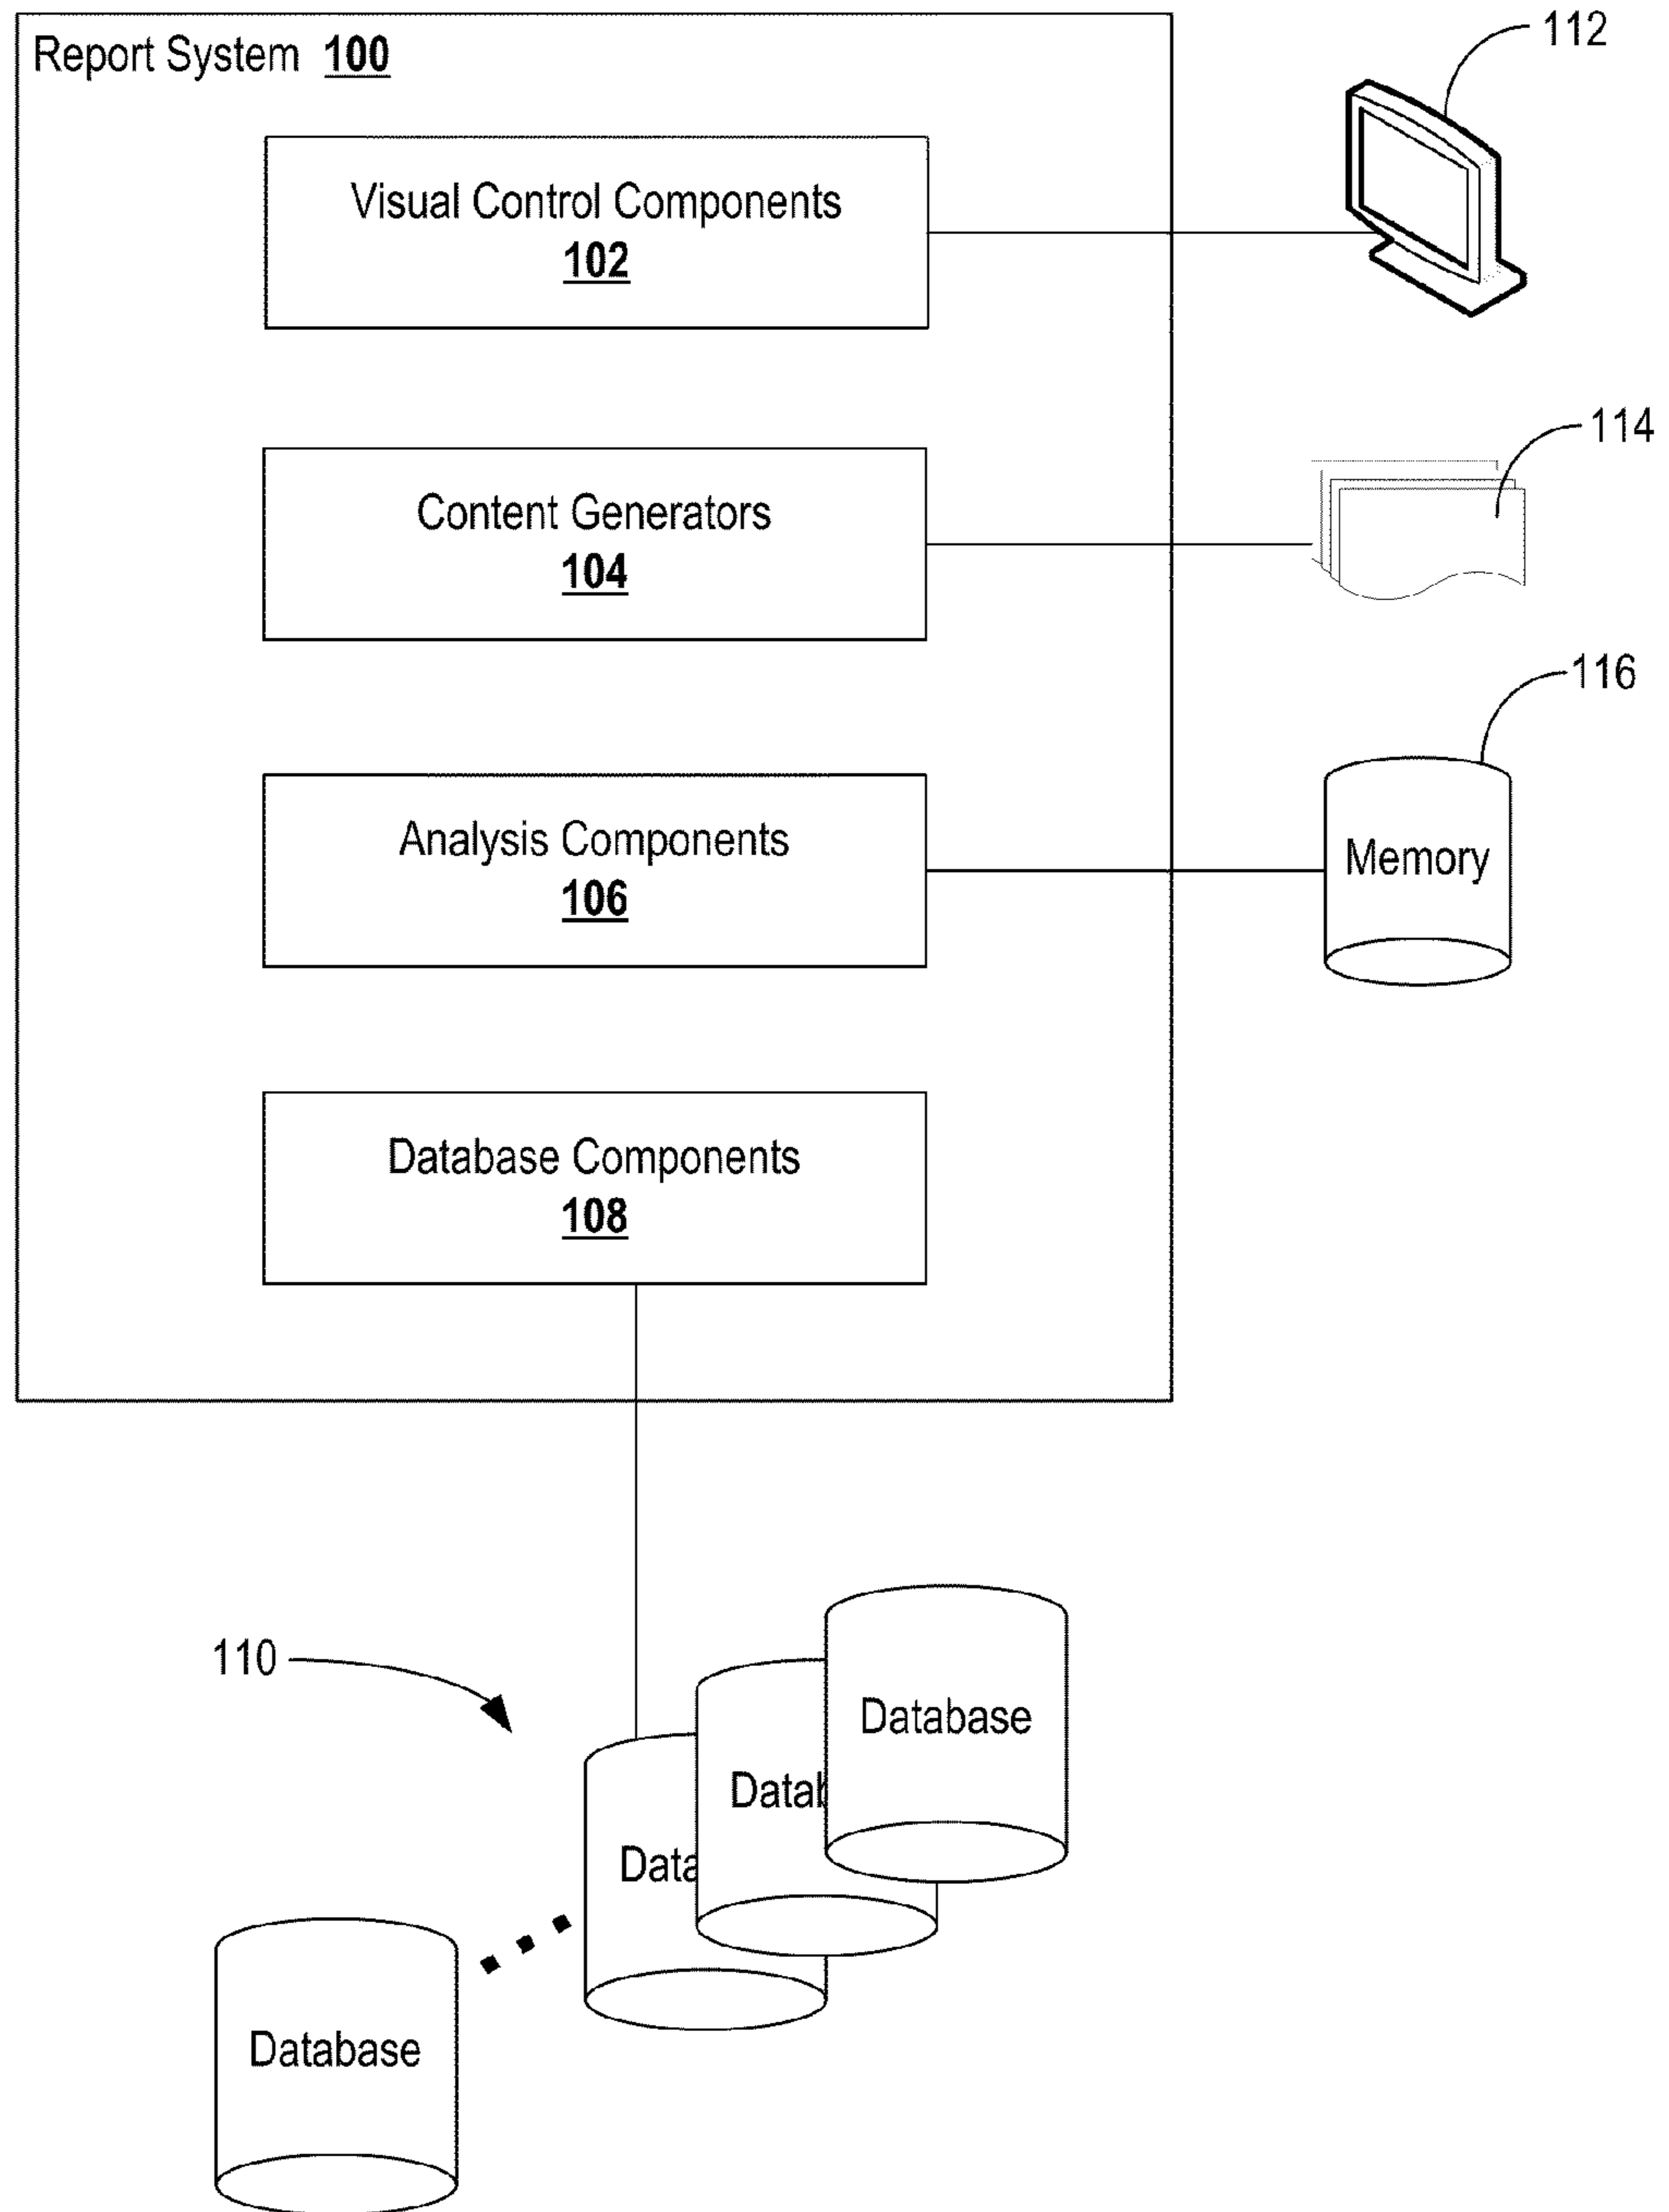 Report System 100
112
Visual Control Components
102
114
Content Generators
104
116
Analysis Components
106
Memory
Database Components
108
110
Database
Datab
Data
Database